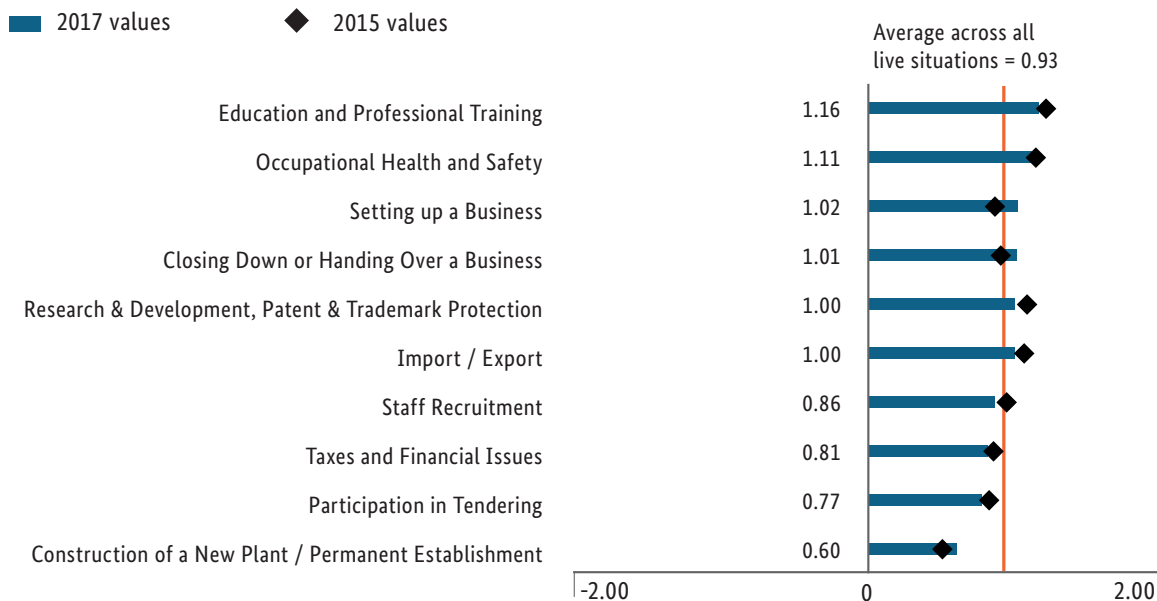 2017 values
2015 values
Average across all
live situations = 0.93
Education and Professional Training 1.16
Occupational Health and Safety 1.11
Setting up a Business 1.02
Closing Down or Handing Over a Business 1.01
Research & Development, Patent & Trademark Protection 1.00
Import / Export 1.00
Staff Recruitment 0.86
Taxes and Financial Issues 0.81
Participation in Tendering 0.77
Construction of a New Plant / Permanent Establishment 0.60
-2.00 0 2.00